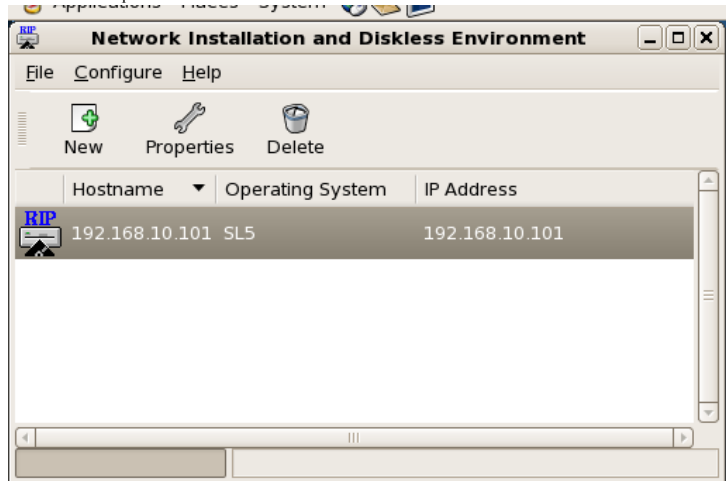 Applications Places System
RIP
Network Installation and Diskless Environment
File Configure Help
New Properties Delete
Hostname Operating System IP Address
RIP
192.168.10.101 SL5 192.168.10.101